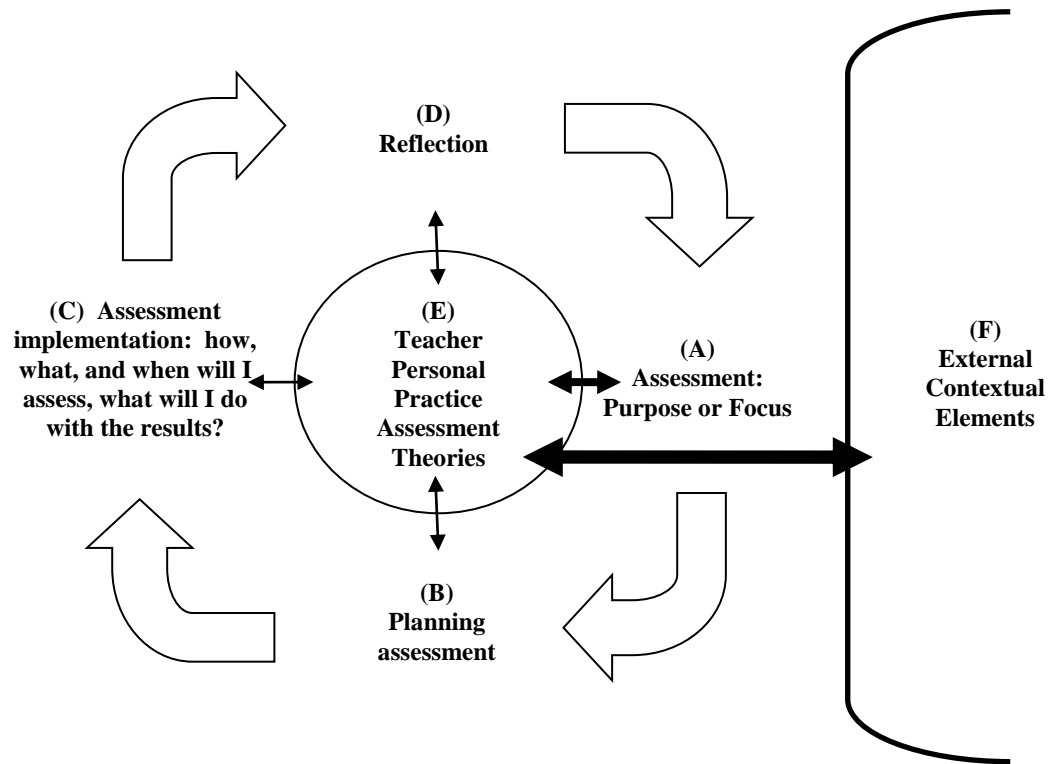 (D)
Reflection
(C)  Assessment
implementation:  how,
what, and when will I
assess, what will I do
with the results?
(E)
Teacher
Personal
Practice
Assessment
Theories
(A)
Assessment:
Purpose or Focus
(F)
External
Contextual
Elements
(B)
Planning
assessment